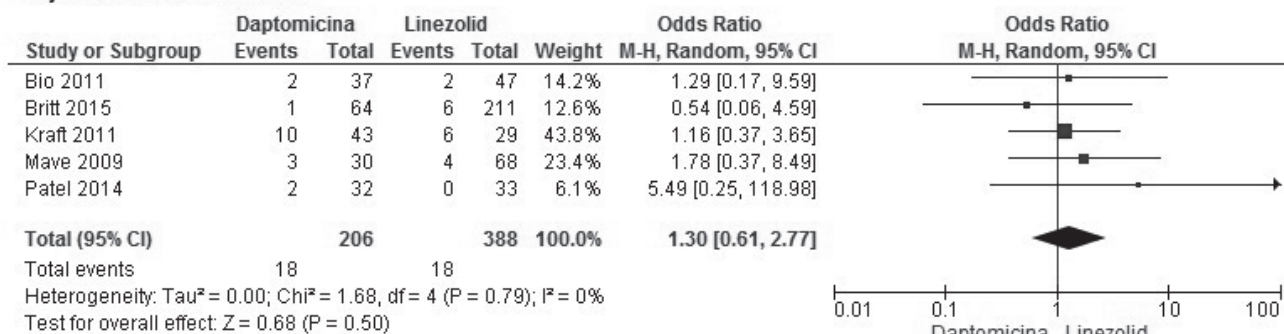 Daptomicina Linezolid Odds Ratio Odds Ratio
Study or Subgroup Events Total Events Total Weight M-H, Random, 95% CI M-H, Random, 95% CI
Bio 2011 2 37 2 47 14.2% 1.29 [0.17, 9.59]
Britt 2015 1 64 6 211 12.6% 0.54 [0.06, 4.59]
Kraft 2011 10 43 6 29 43.8% 1.16 [0.37, 3.65]
Mave 2009 3 30 4 68 23.4% 1.78 [0.37, 8.49]
Patel 2014 2 32 0 33 6.1% 5.49 [0.25, 118.98]
Total (95% CI) 206 388 100.0% 1.30 [0.61, 2.77]
Total events 18 18
Heterogeneity: Tau² = 0.00; Chi² = 1.68, df = 4 (P = 0.79); I² = 0%
Test for overall effect: Z = 0.68 (P = 0.50)
0.01 0.1 1 10 100
Daptomicina Linezolid